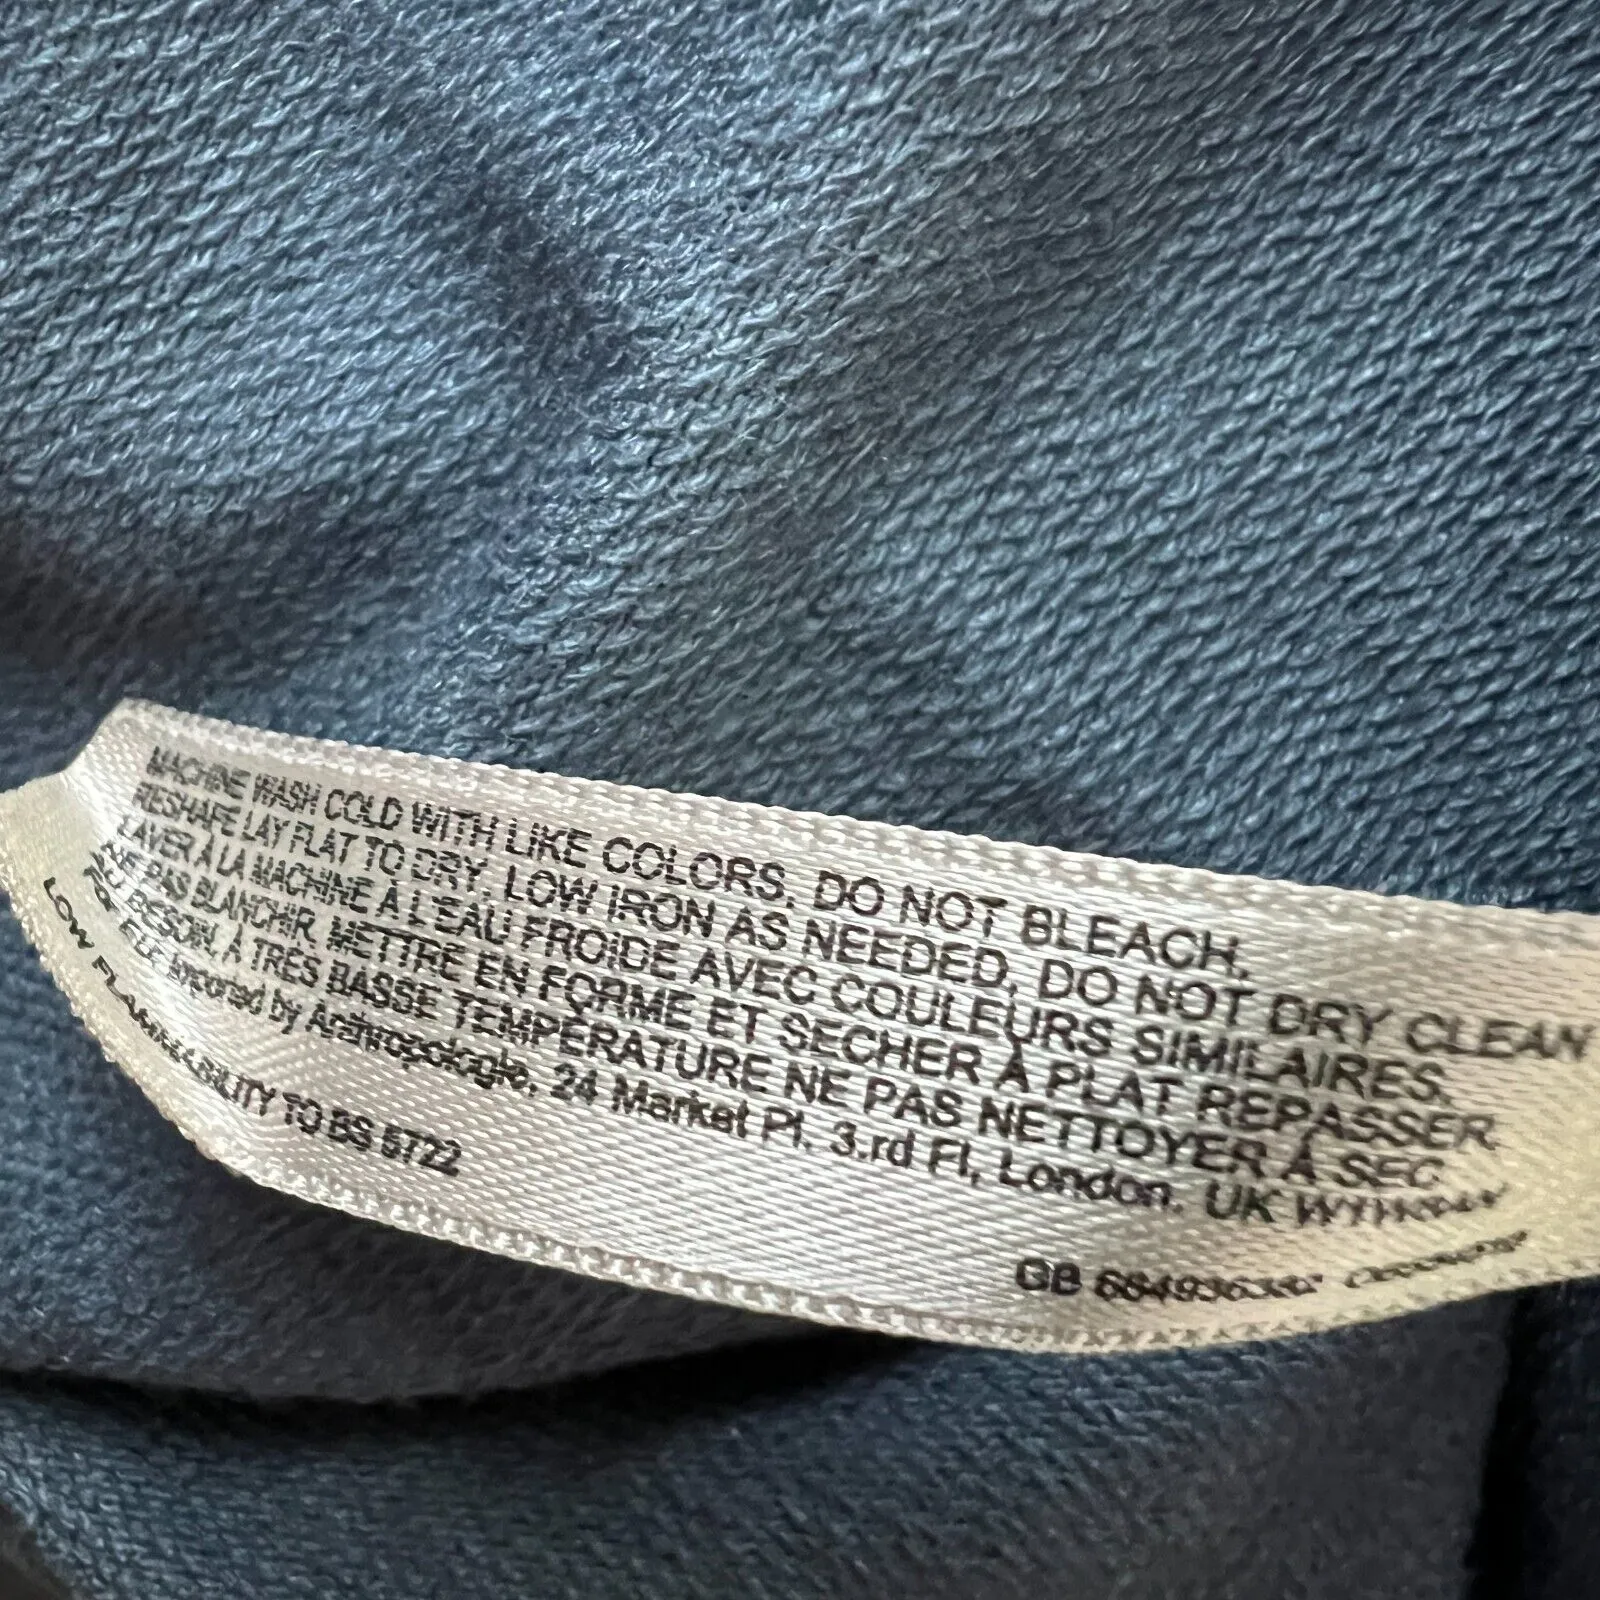 MACHINE WASH COLD WITH LIKE COLORS, DO NOT BLEACH,
RESHAPE LAY FLAT TO DRY, LOW IRON AS NEEDED, DO NOT DRY CLEAN
LAVER À LA MACHINE À L'EAU FROIDE AVEC COULEURS SIMILAIRES,
NE PAS BLANCHIR, METTRE EN FORME ET SECHER À PLAT REPASSER
AU BESOIN, À TRÈS BASSE TEMPÉRATURE NE PAS NETTOYER À SEC
Imported by Anthropologie, 24 Market Pl, 3.rd Fl, London, UK
LOW FLAMMABILITY TO BS 5722
GB